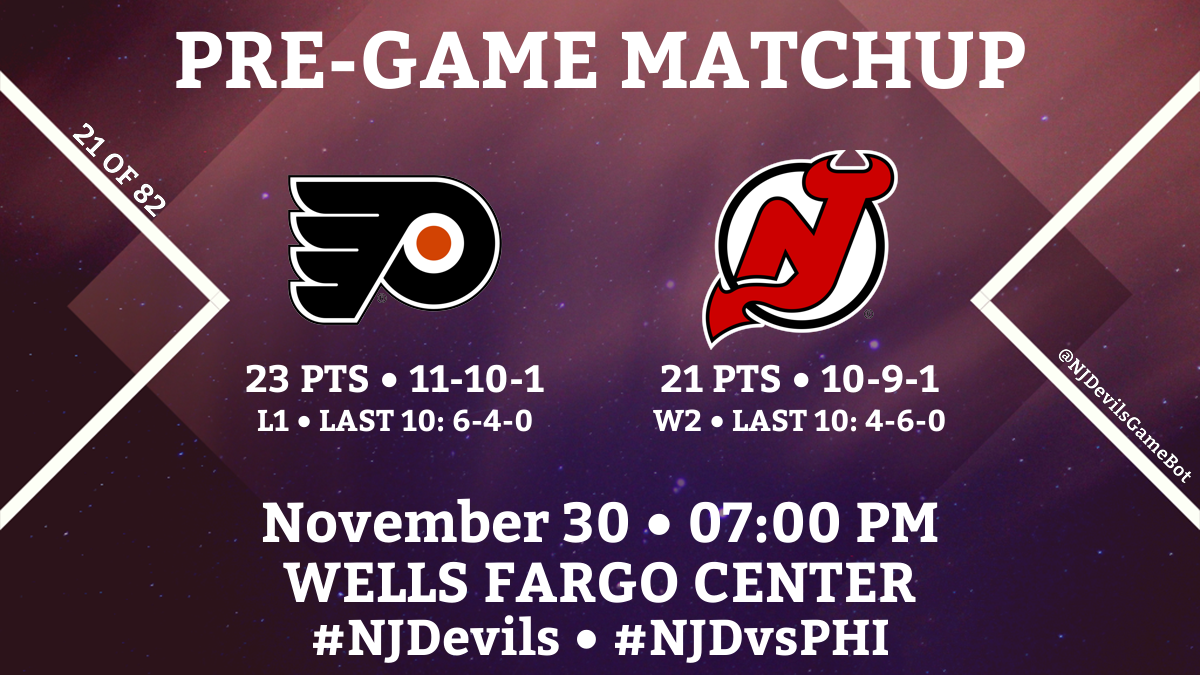 PRE-GAME MATCHUP
21 OF 82
23 PTS • 11-10-1
L1 • LAST 10: 6-4-0
21 PTS • 10-9-1
W2 • LAST 10: 4-6-0
@NJDevilsGameBot
November 30 • 07:00 PM
WELLS FARGO CENTER
#NJDevils • #NJDvsPHI